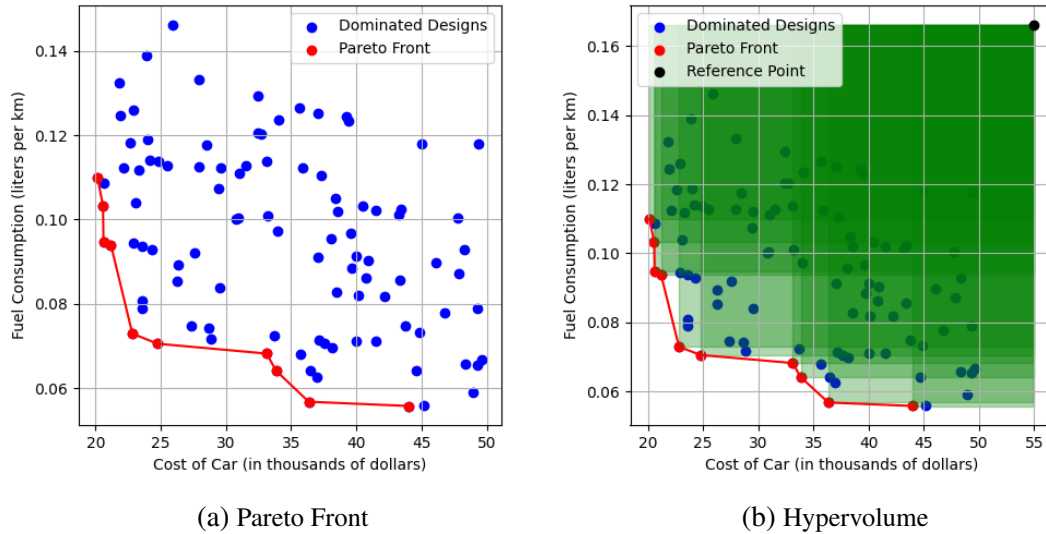 Dominated Designs
Pareto Front
0.14
0.12
0.10
0.08
0.06
Fuel Consumption (liters per km)
20 25 30 35 40 45 50
Cost of Car (in thousands of dollars)
(a) Pareto Front
Dominated Designs
Pareto Front
Reference Point
0.16
0.14
0.12
0.10
0.08
0.06
Fuel Consumption (liters per km)
20 25 30 35 40 45 50 55
Cost of Car (in thousands of dollars)
(b) Hypervolume